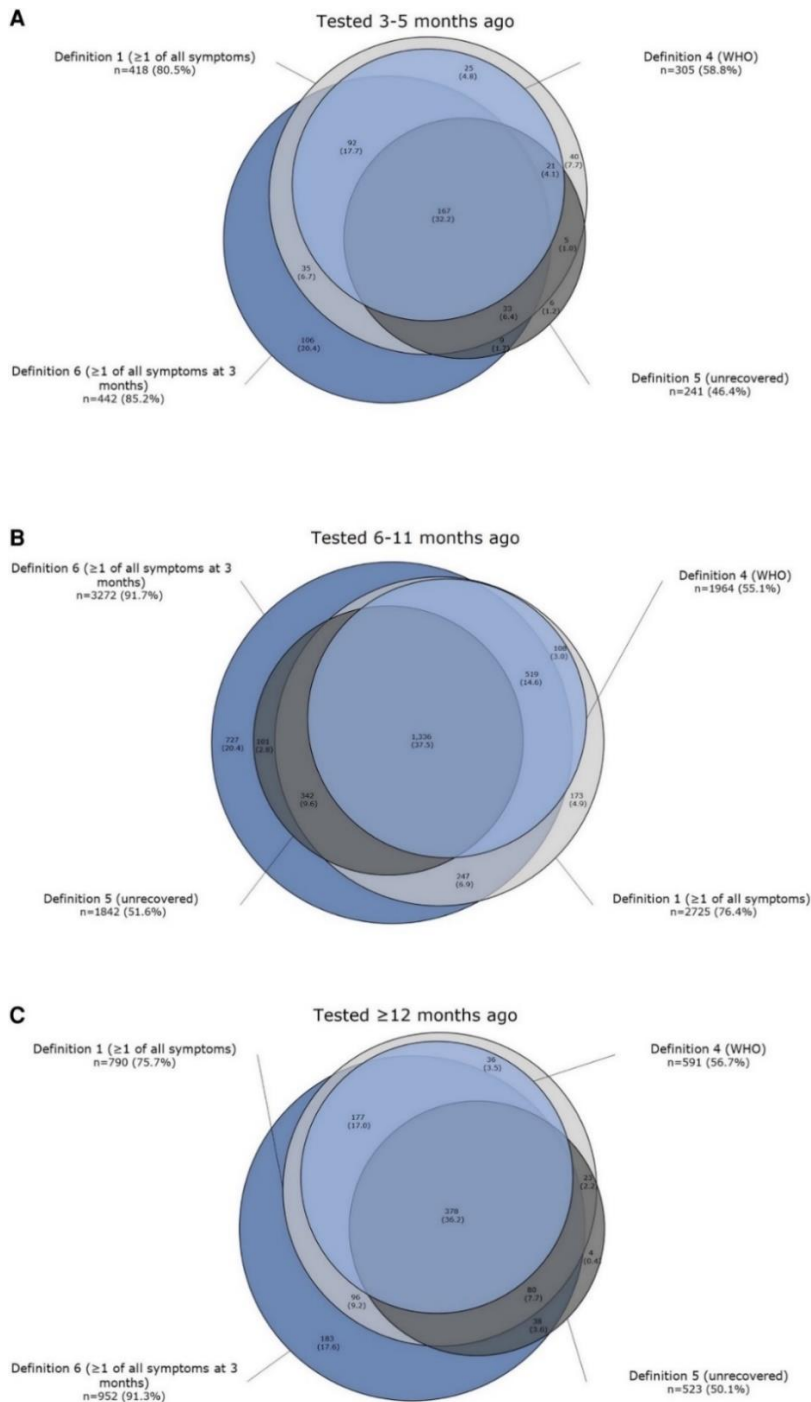 A
Tested 3-5 months ago
Definition 1 (≥1 of all symptoms)
n=418 (80.5%)
Definition 4 (WHO)
n=305 (58.8%)
25
(4.8)
92
(17.7)
21
(4.1)
40
(7.7)
167
(32.2)
5
(1.0)
35
(6.7)
33
(6.4)
6
(1.2)
9
(1.7)
106
(20.4)
Definition 6 (≥1 of all symptoms at 3
months)
n=442 (85.2%)
Definition 5 (unrecovered)
n=241 (46.4%)
B
Tested 6-11 months ago
Definition 6 (≥1 of all symptoms at 3
months)
n=3272 (91.7%)
Definition 4 (WHO)
n=1964 (55.1%)
108
(3.0)
519
(14.6)
727
(20.4)
101
(2.8)
1,336
(37.5)
342
(9.6)
173
(4.9)
247
(6.9)
Definition 5 (unrecovered)
n=1842 (51.6%)
Definition 1 (≥1 of all symptoms)
n=2725 (76.4%)
C
Tested ≥12 months ago
Definition 1 (≥1 of all symptoms)
n=790 (75.7%)
Definition 4 (WHO)
n=591 (56.7%)
(3.5)
177
(17.0)
23
(2.2)
378
(36.2)
4
(0.4)
96
(9.2)
80
(7.7)
38
(3.6)
183
(17.6)
Definition 6 (≥1 of all symptoms at 3
months)
n=952 (91.3%)
Definition 5 (unrecovered)
n=523 (50.1%)